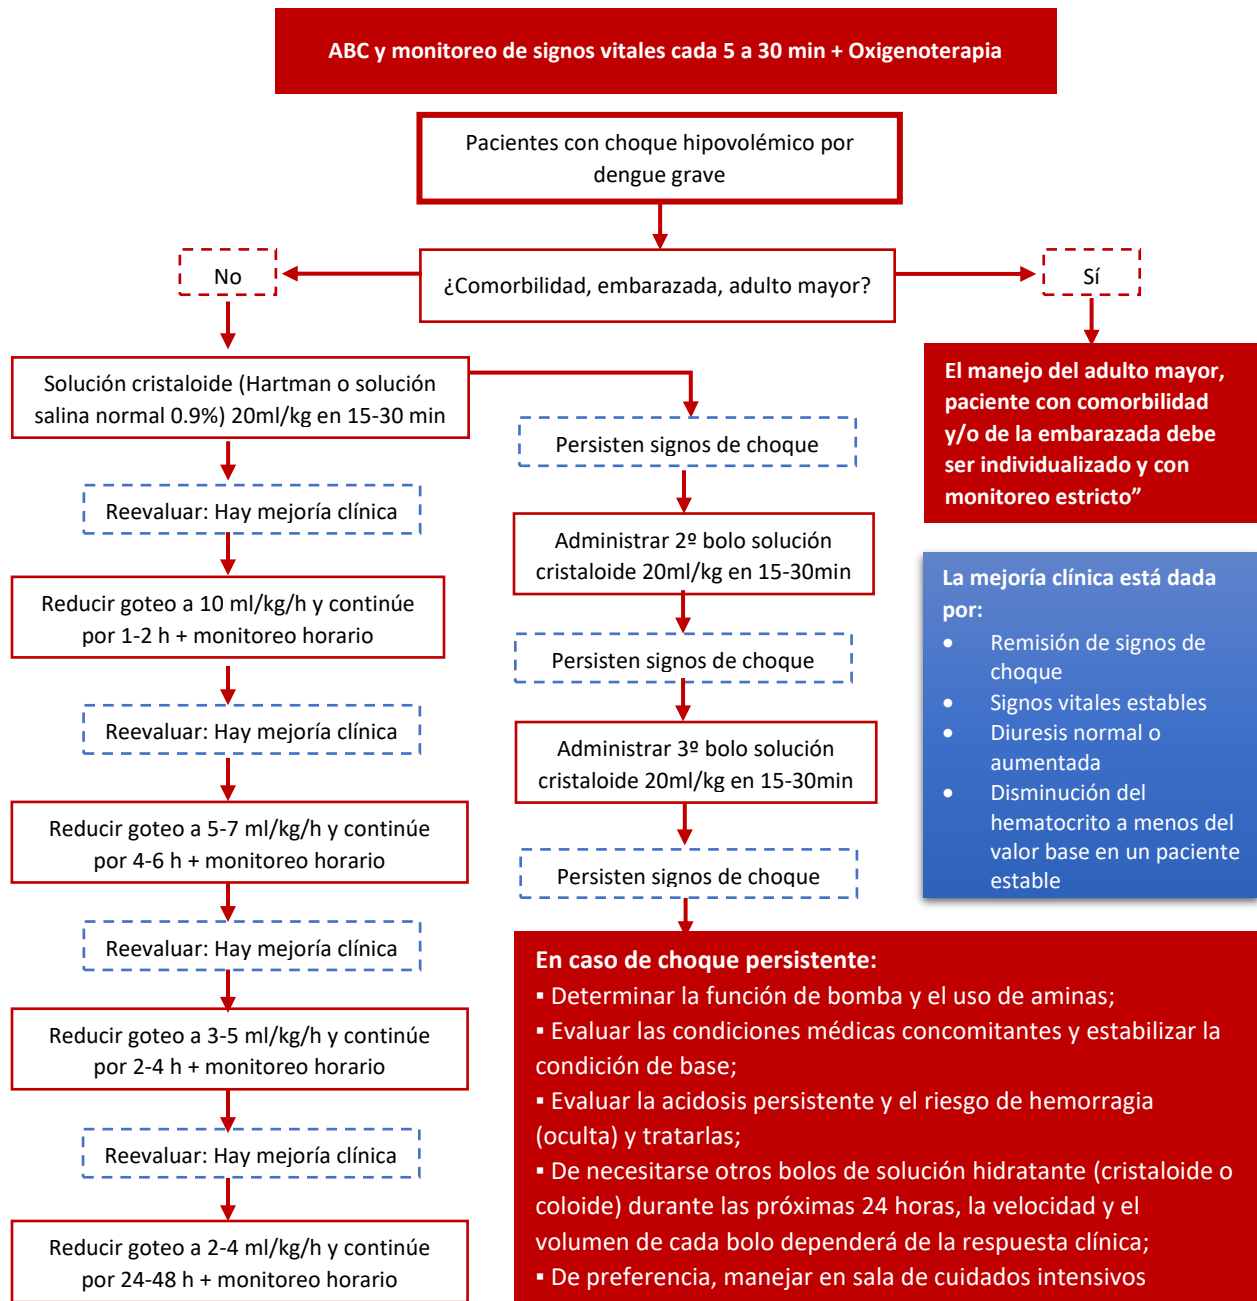 ABC y monitoreo de signos vitales cada 5 a 30 min + Oxigenoterapia
Pacientes con choque hipovolémico por
dengue grave
¿Comorbilidad, embarazada, adulto mayor?
No
Sí
Solución cristaloide (Hartman o solución
salina normal 0.9%) 20ml/kg en 15-30 min
Reevaluar: Hay mejoría clínica
Reducir goteo a 10 ml/kg/h y continúe
por 1-2 h + monitoreo horario
Reevaluar: Hay mejoría clínica
Reducir goteo a 5-7 ml/kg/h y continúe
por 4-6 h + monitoreo horario
Reevaluar: Hay mejoría clínica
Reducir goteo a 3-5 ml/kg/h y continúe
por 2-4 h + monitoreo horario
Reevaluar: Hay mejoría clínica
Reducir goteo a 2-4 ml/kg/h y continúe
por 24-48 h + monitoreo horario
Persisten signos de choque
Administrar 2º bolo solución
cristaloide 20ml/kg en 15-30min
Persisten signos de choque
Administrar 3º bolo solución
cristaloide 20ml/kg en 15-30min
Persisten signos de choque
En caso de choque persistente:
▪ Determinar la función de bomba y el uso de aminas;
▪ Evaluar las condiciones médicas concomitantes y estabilizar la
condición de base;
▪ Evaluar la acidosis persistente y el riesgo de hemorragia
(oculta) y tratarlas;
▪ De necesitarse otros bolos de solución hidratante (cristaloide o
coloide) durante las próximas 24 horas, la velocidad y el
volumen de cada bolo dependerá de la respuesta clínica;
▪ De preferencia, manejar en sala de cuidados intensivos
El manejo del adulto mayor,
paciente con comorbilidad
y/o de la embarazada debe
ser individualizado y con
monitoreo estricto”
La mejoría clínica está dada
por:
• Remisión de signos de
choque
• Signos vitales estables
• Diuresis normal o
aumentada
• Disminución del
hematocrito a menos del
valor base en un paciente
estable